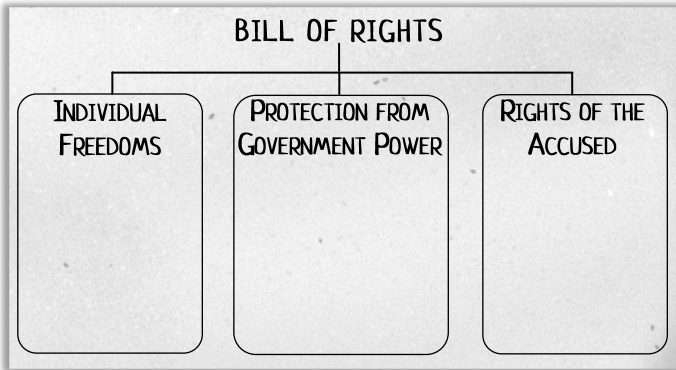 BILL OF RIGHTS
INDIVIDUAL
FREEDOMS
PROTECTION FROM
GOVERNMENT POWER
RIGHTS OF THE
ACCUSED